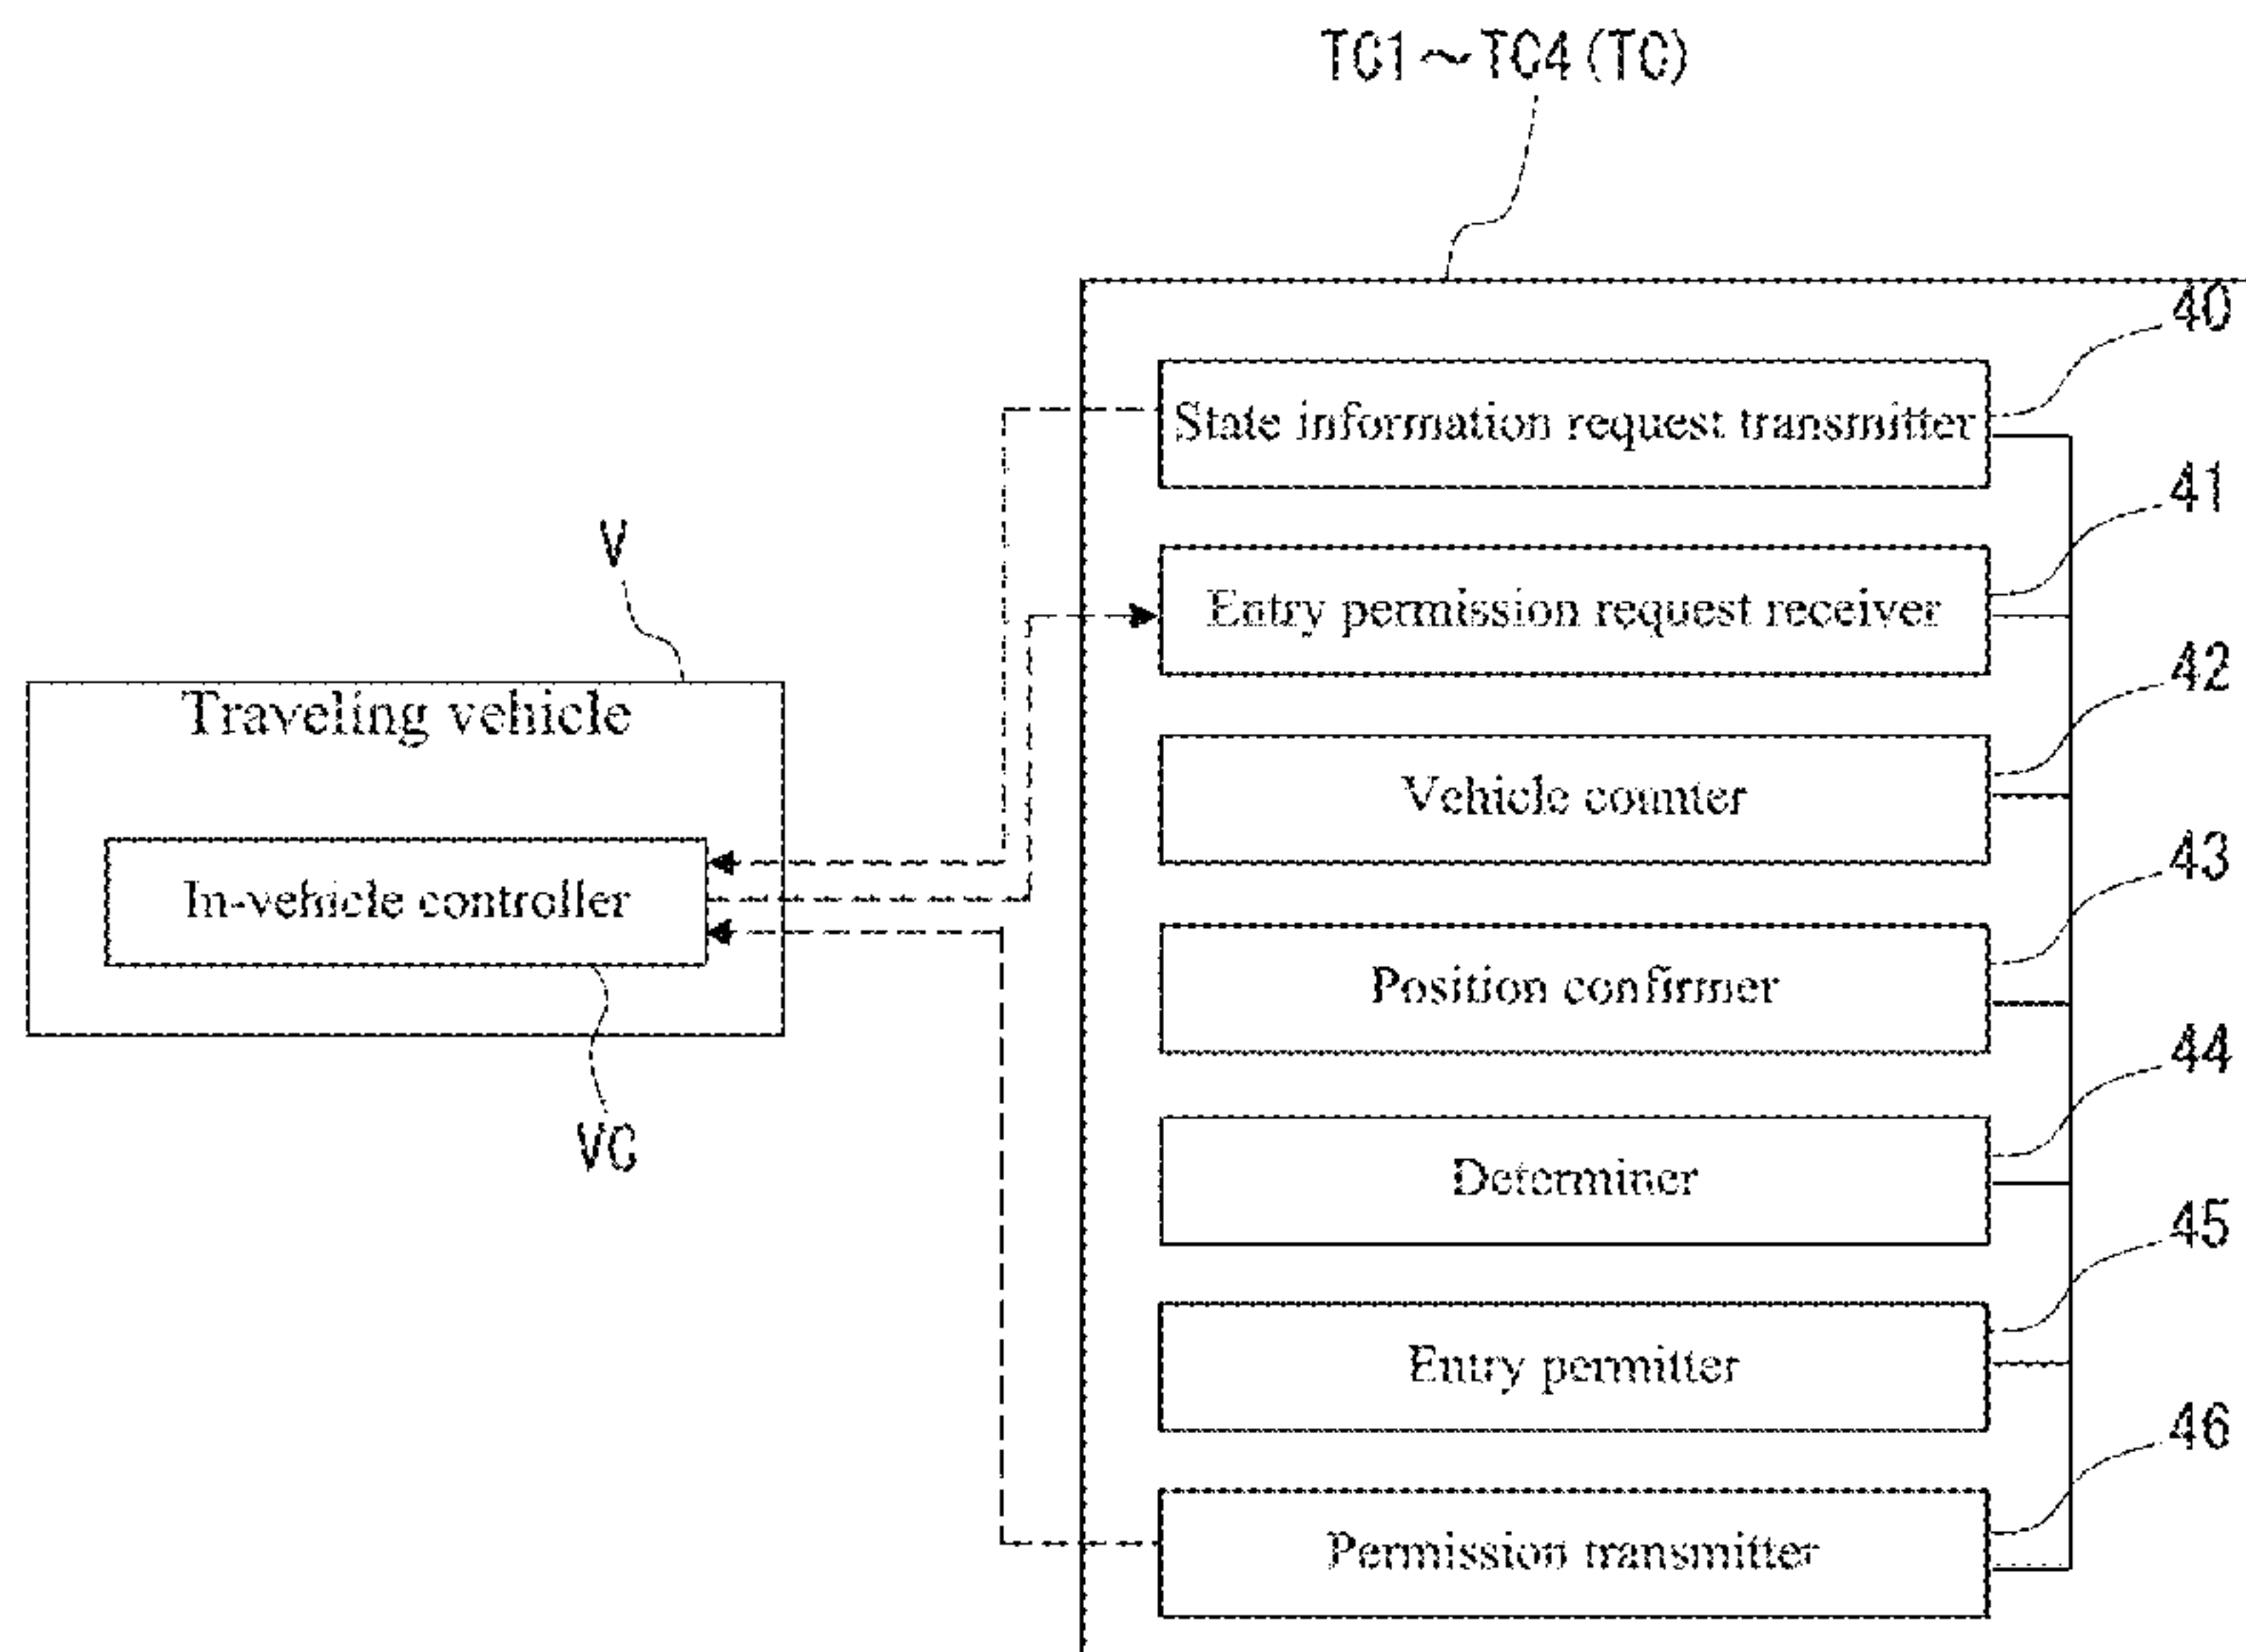 TC1~TC4 (TC)
40
State information request transmitter
41
Entry permission request receiver
V
42
Traveling vehicle
Vehicle counter
43
In-vehicle controller
Position confirmer
44
VC
Determiner
45
Entry permitter
46
Permission transmitter